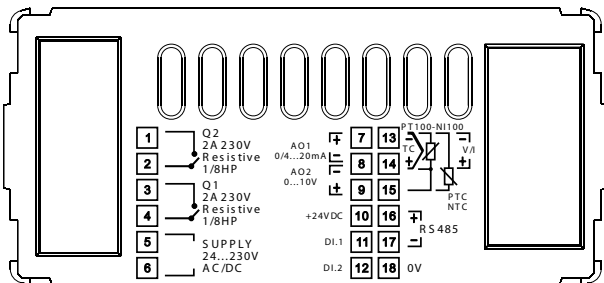 1 Q2
2A 230V
2 Resistive
1/8HP
3 Q1
2A 230V
4 Resistive
1/8HP
5 SUPPLY
24...230V
6 AC/DC
AO1 + 7
0/4...20mA - 8
AO2 -
0...10V + 9
+24VDC 10
DI.1 11
DI.2 12
PT100-NI100
13 - -
TC V/I
14 + +
15
PTC
NTC
16 +
RS485
17 -
18 0V